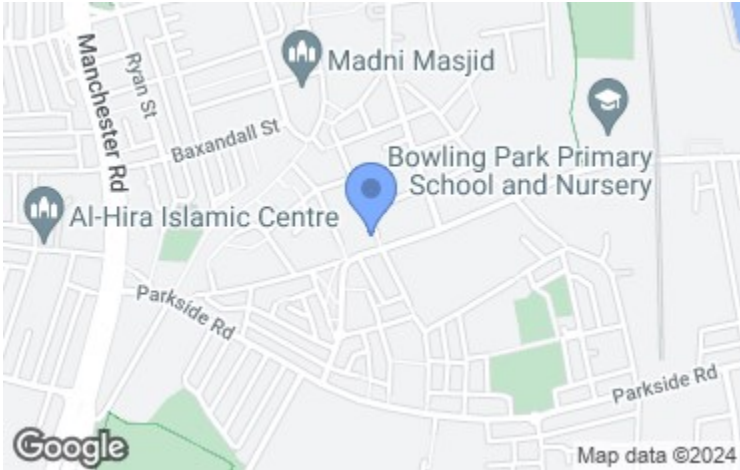 Madni Masjid
Manchester Rd
Ryan St
Baxandall St
Bowling Park Primary
School and Nursery
Al-Hira Islamic Centre
Parkside Rd
Parkside Rd
Google
Map data ©2024